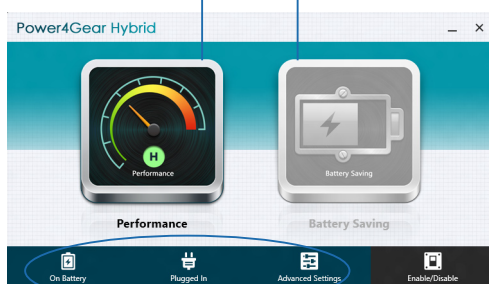 Power4Gear Hybrid
H
Performance
Battery Saving
Performance
Battery Saving
On Battery
Plugged In
Advanced Settings
Enable/Disable